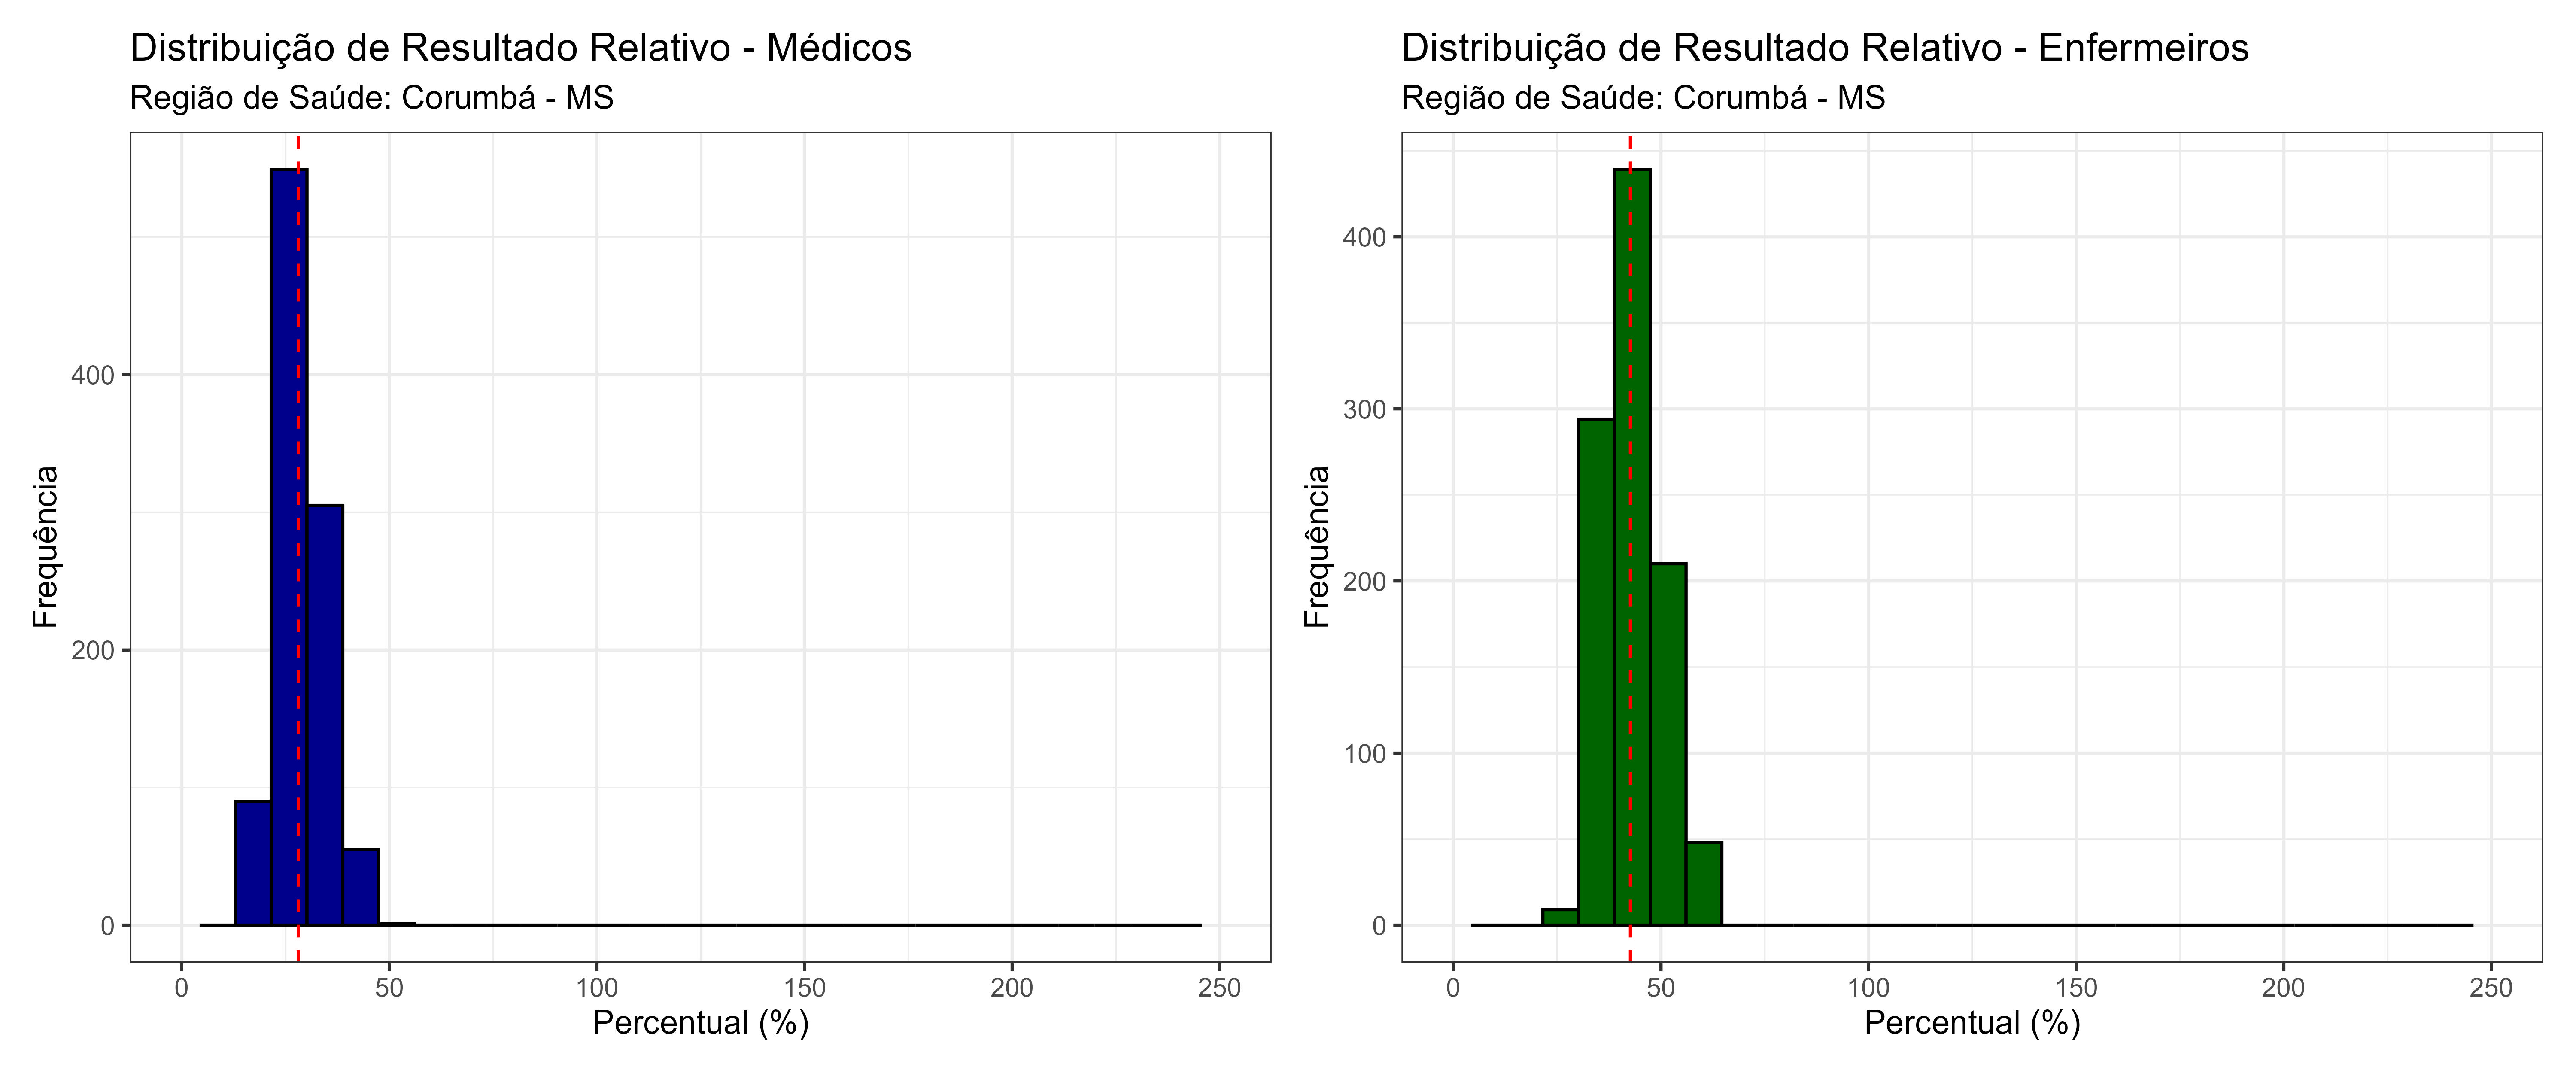 Distribuição de Resultado Relativo - Médicos
Região de Saúde: Corumbá - MS
Frequência
400
200
0
0 50 100 150 200 250
Percentual (%)
Distribuição de Resultado Relativo - Enfermeiros
Região de Saúde: Corumbá - MS
Frequência
400
300
200
100
0
0 50 100 150 200 250
Percentual (%)